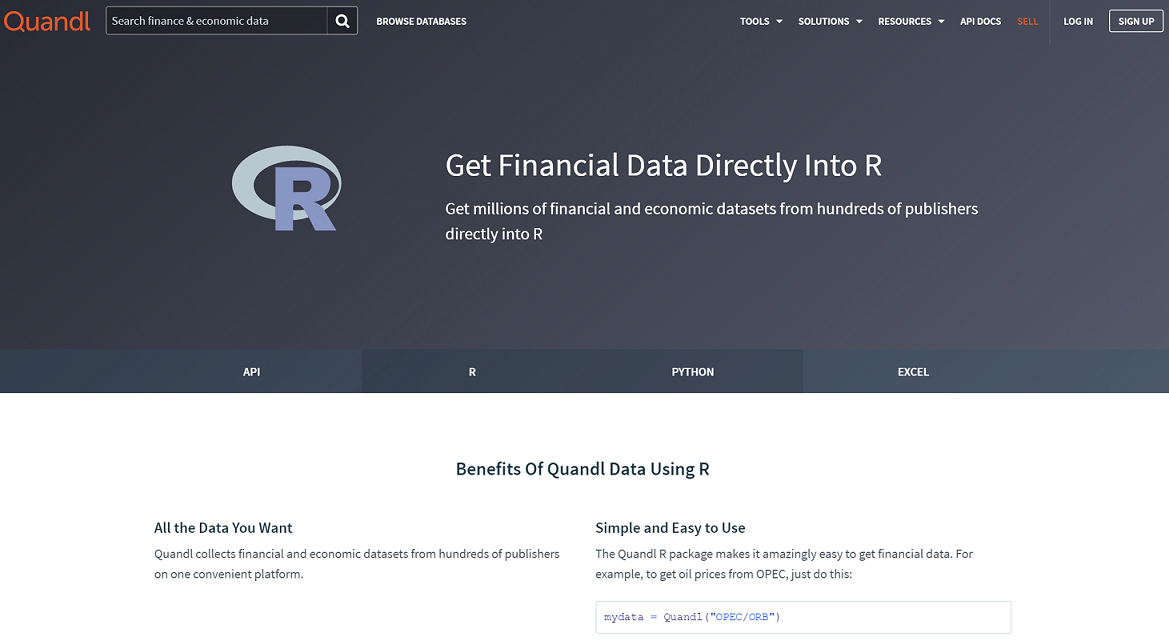 Quandl
Search finance & economic data
BROWSE DATABASES
TOOLS
SOLUTIONS
RESOURCES
API DOCS
SELL
LOG IN
SIGN UP
R
Get Financial Data Directly Into R
Get millions of financial and economic datasets from hundreds of publishers
directly into R
API
R
PYTHON
EXCEL
Benefits Of Quandl Data Using R
All the Data You Want
Quandl collects financial and economic datasets from hundreds of publishers
on one convenient platform.
Simple and Easy to Use
The Quandl R package makes it amazingly easy to get financial data. For
example, to get oil prices from OPEC, just do this:
mydata = Quandl("OPEC/ORB")